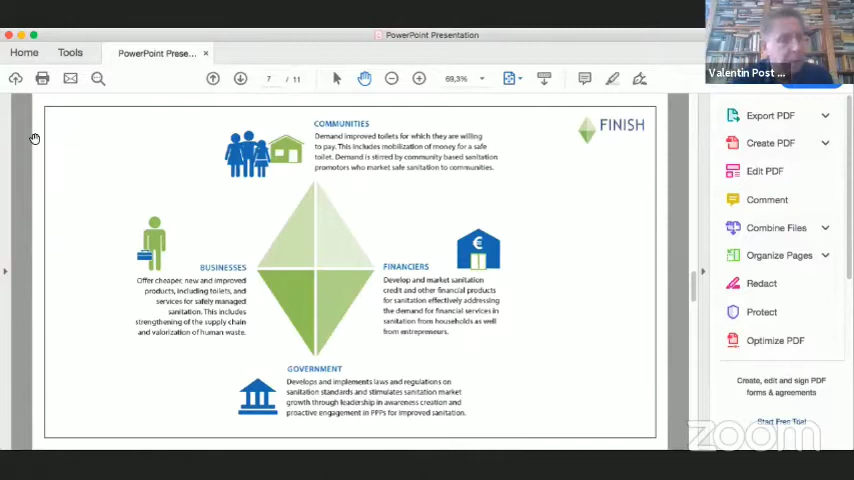 PowerPoint Presentation
Home
Tools
PowerPoint Prese...
×
7 / 11
69,3%
Valentin Post ...
Export PDF
Create PDF
Edit PDF
Comment
Combine Files
Organize Pages
Redact
Protect
Optimize PDF
Create, edit and sign PDF
forms & agreements
Start Free Trial
FINISH
COMMUNITIES
Demand improved toilets for which they are willing
to pay. This includes mobilization of money for a safe
toilet. Demand is stirred by community based sanitation
promotors who market safe sanitation to communities.
BUSINESSES
Offer cheaper, new and improved
products, including toilets, and
services for safely managed
sanitation. This includes
strengthening of the supply chain
and valorization of human waste.
€
FINANCIERS
Develop and market sanitation
credit and other financial products
for sanitation effectively addressing
the demand for financial services in
sanitation from households as well
from entrepreneurs.
GOVERNMENT
Develops and implements laws and regulations on
sanitation standards and stimulates sanitation market
growth through leadership in awareness creation and
proactive engagement in PPPs for improved sanitation.
zoom